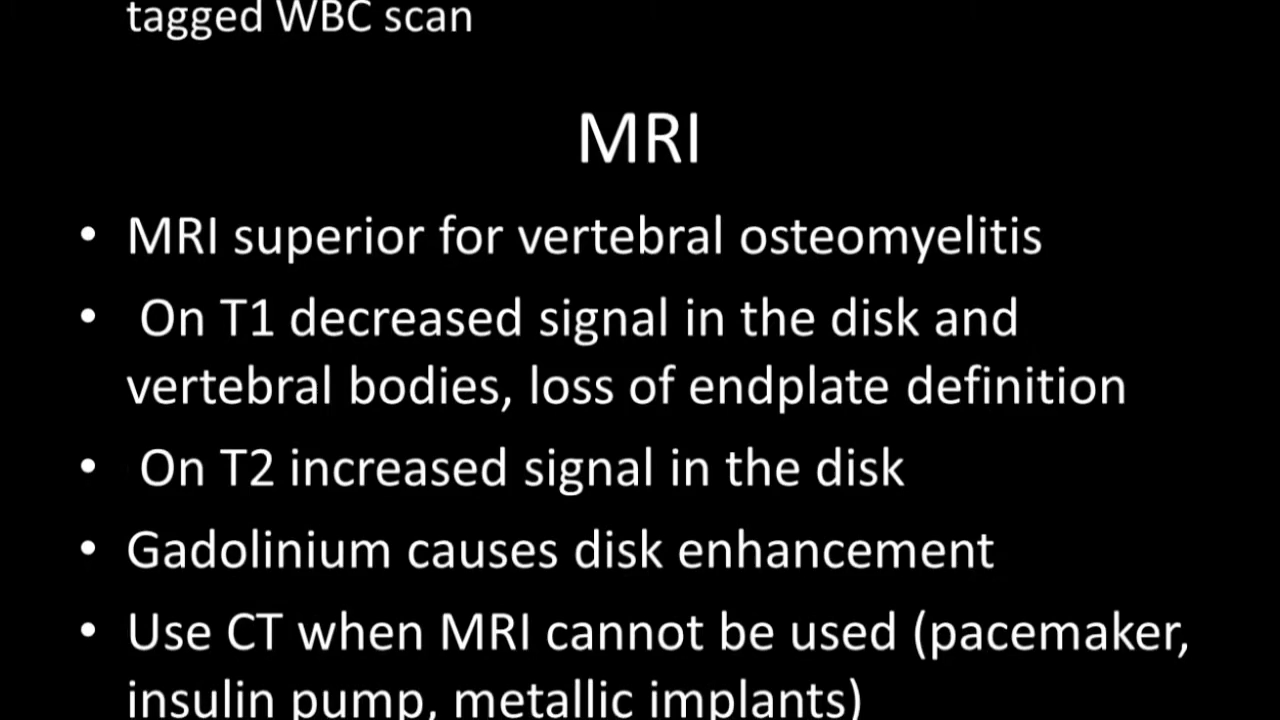 tagged WBC scan
MRI
• MRI superior for vertebral osteomyelitis
• On T1 decreased signal in the disk and
vertebral bodies, loss of endplate definition
• On T2 increased signal in the disk
• Gadolinium causes disk enhancement
• Use CT when MRI cannot be used (pacemaker,
insulin pump, metallic implants)